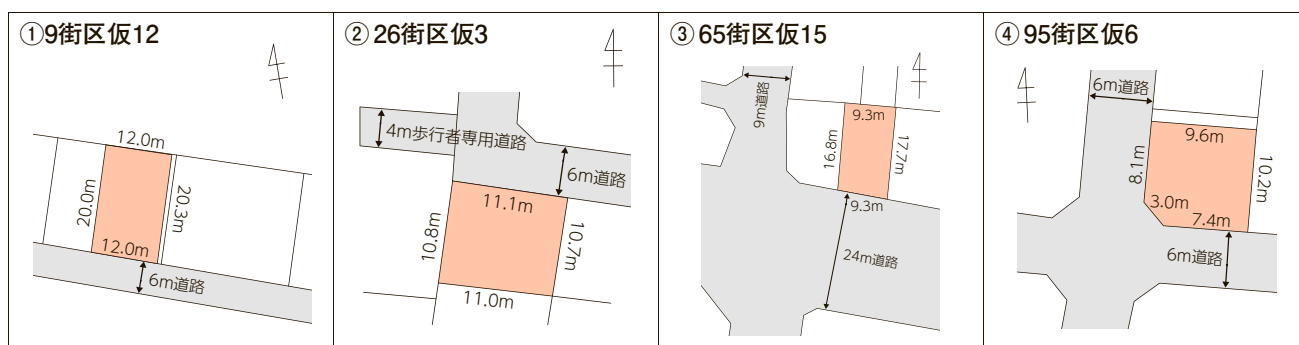 ①9街区仮12
12.0m
20.0m
20.3m
12.0m
6m道路
② 26街区仮3
4m歩行者専用道路
6m道路
11.1m
10.8m
10.7m
11.0m
③ 65街区仮15
9m道路
9.3m
16.8m
17.7m
9.3m
24m道路
④ 95街区仮6
6m道路
9.6m
8.1m
10.2m
3.0m
7.4m
6m道路